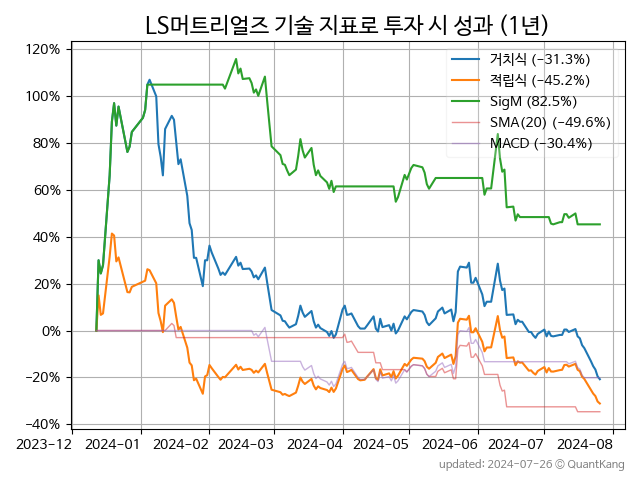 LS머트리얼즈 기술 지표로 투자 시 성과 (1년)
120%
100%
80%
60%
40%
20%
0%
−20%
−40%
거치식 (−31.3%)
적립식 (−45.2%)
SigM (82.5%)
SMA(20) (−49.6%)
MACD (−30.4%)
2023-12 2024-01 2024-02 2024-03 2024-04 2024-05 2024-06 2024-07 2024-08
updated: 2024-07-26 © QuantKang